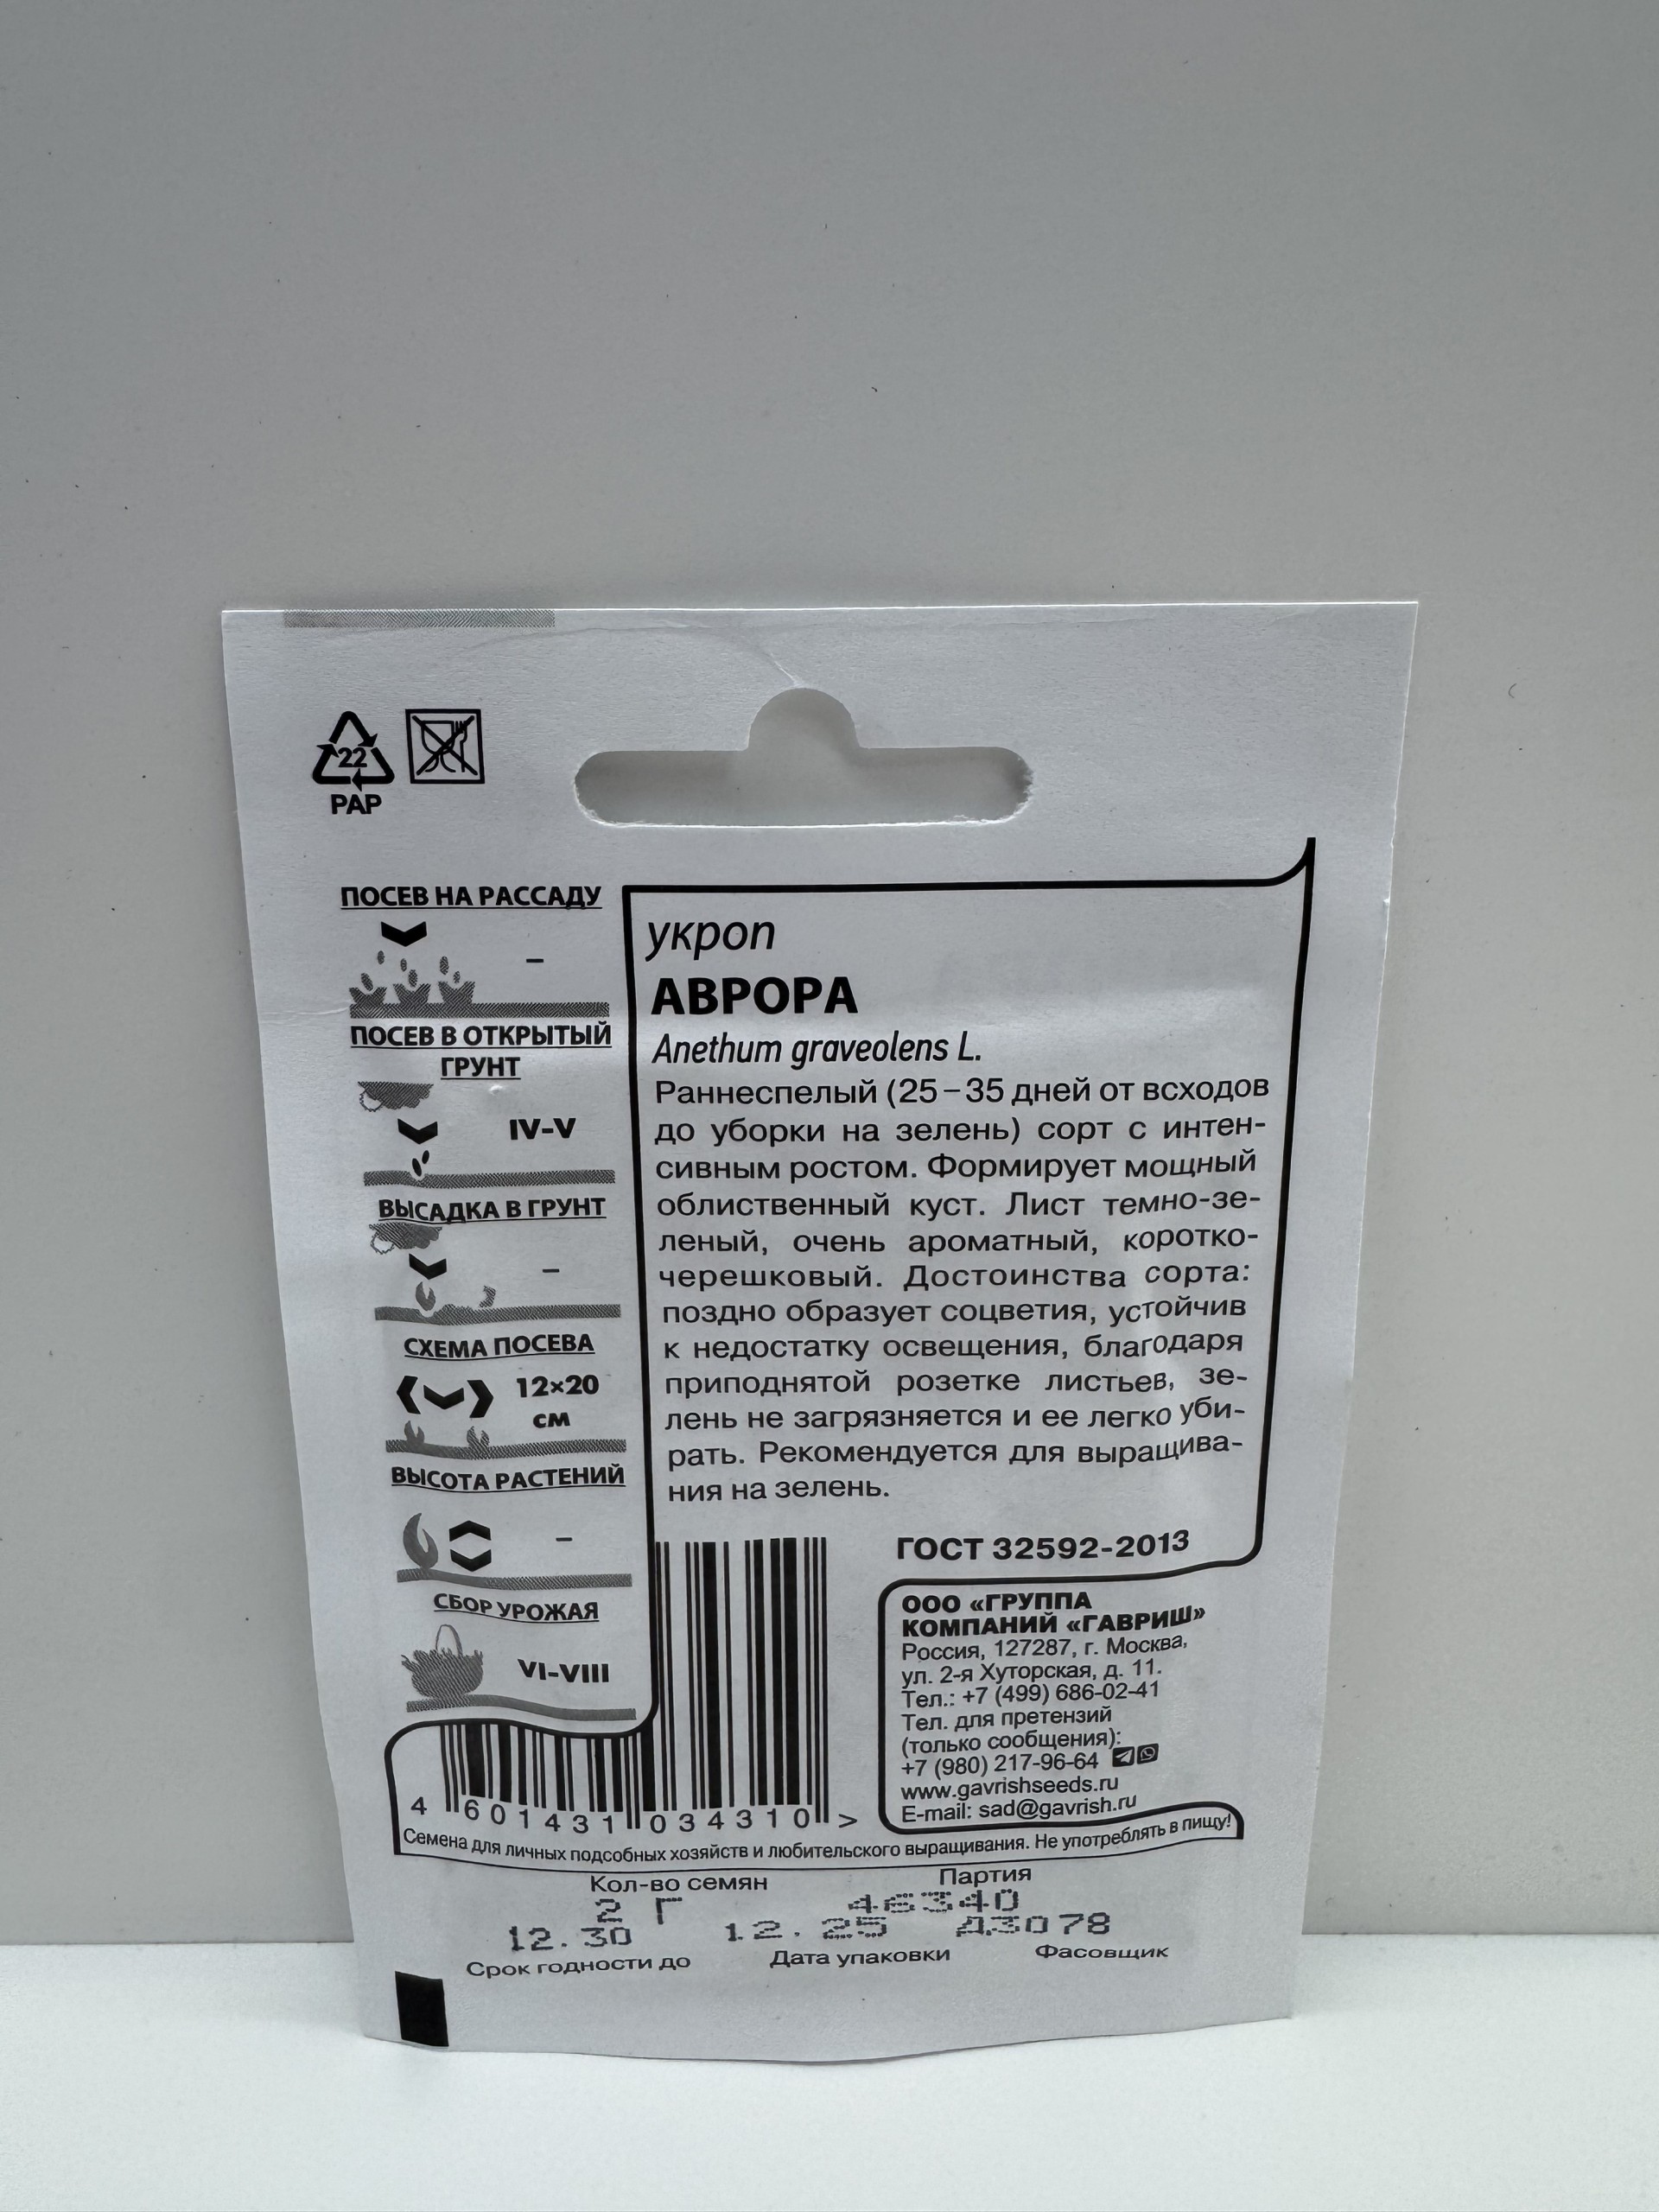 22
PAP
ПОСЕВ НА РАССАДУ
–
ПОСЕВ В ОТКРЫТЫЙ
ГРУНТ
IV-V
ВЫСАДКА В ГРУНТ
–
СХЕМА ПОСЕВА
12×20
см
ВЫСОТА РАСТЕНИЙ
–
СБОР УРОЖАЯ
VI-VIII
укроп
АВРОРА
Anethum graveolens L.
Раннеспелый (25–35 дней от всходов
до уборки на зелень) сорт с интен-
сивным ростом. Формирует мощный
облиственный куст. Лист темно-зе-
леный, очень ароматный, коротко-
черешковый. Достоинства сорта:
поздно образует соцветия, устойчив
к недостатку освещения, благодаря
приподнятой розетке листьев, зе-
лень не загрязняется и ее легко уби-
рать. Рекомендуется для выращива-
ния на зелень.
ГОСТ 32592-2013
ООО «ГРУППА
КОМПАНИЙ «ГАВРИШ»
Россия, 127287, г. Москва,
ул. 2-я Хуторская, д. 11.
Тел.: +7 (499) 686-02-41
Тел. для претензий
(только сообщения):
+7 (980) 217-96-64
www.gavrishseeds.ru
E-mail: sad@gavrish.ru
4 601431 034310 >
Семена для личных подсобных хозяйств и любительского выращивания. Не употреблять в пищу!
Кол-во семян Партия
2 Г 46340
12.30 12.25 Д3078
Срок годности до Дата упаковки Фасовщик